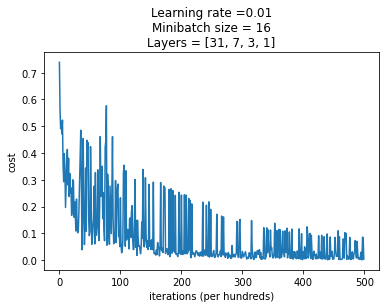 Learning rate =0.01
Minibatch size = 16
Layers = [31, 7, 3, 1]
cost
0.7
0.6
0.5
0.4
0.3
0.2
0.1
0.0
0 100 200 300 400 500
iterations (per hundreds)